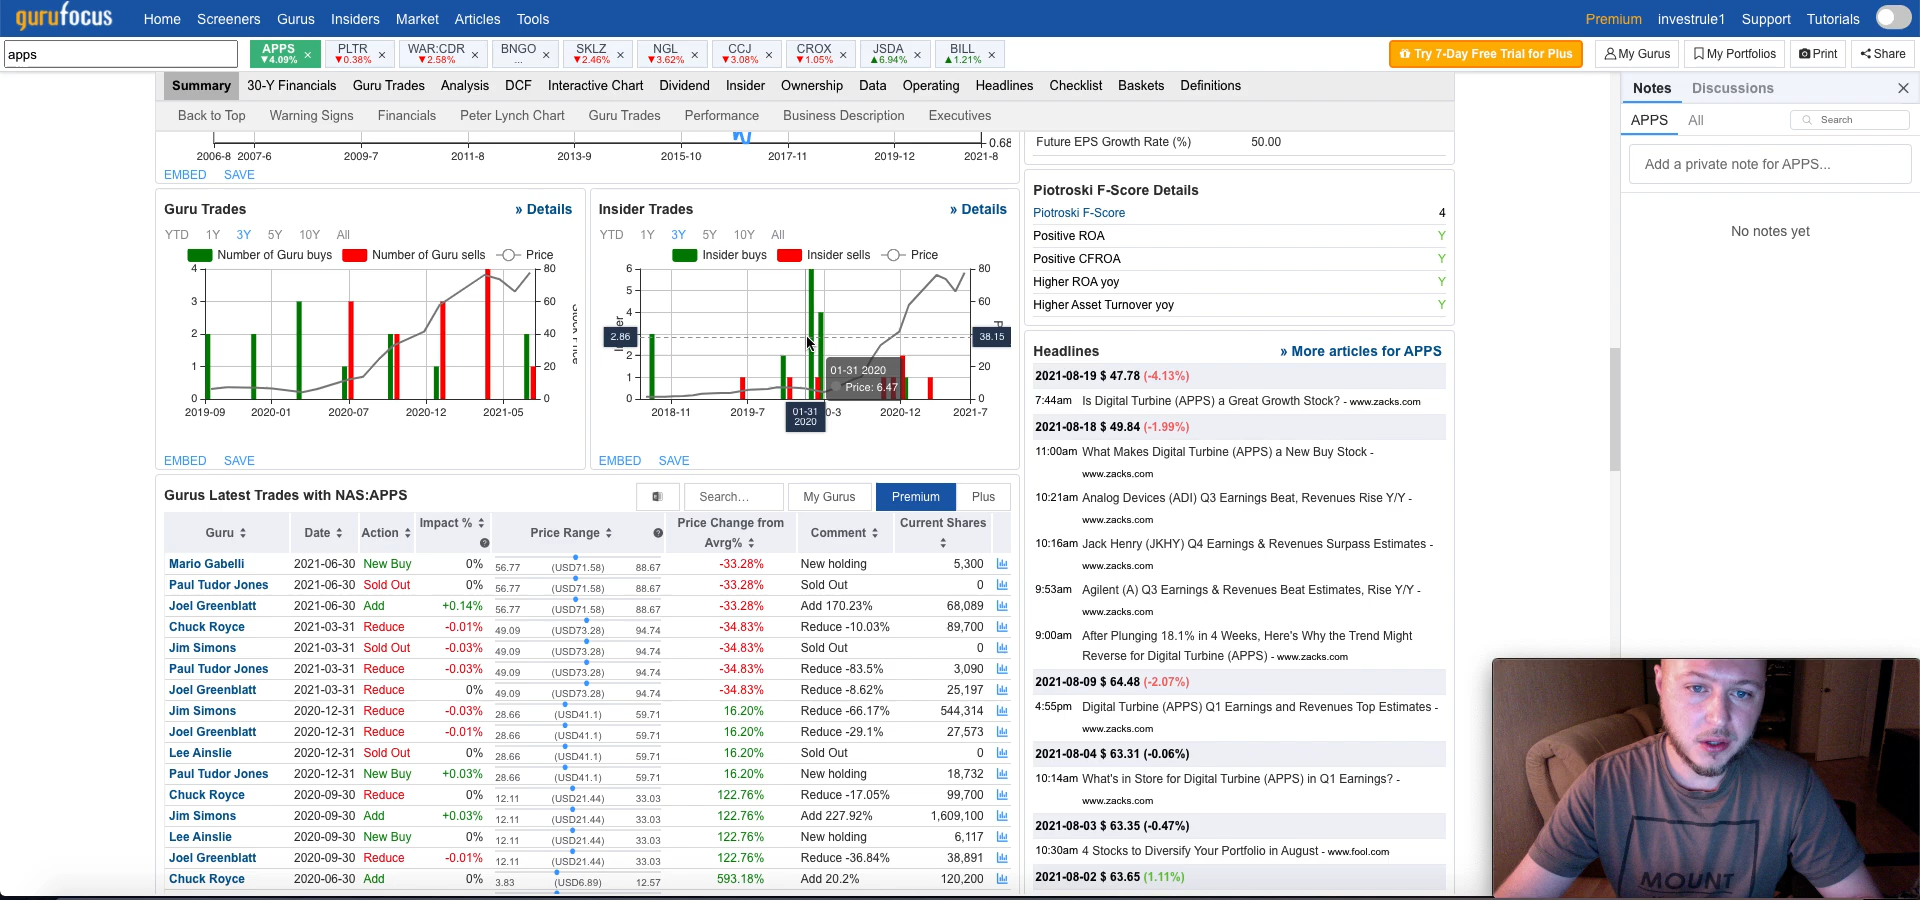 gurufocus
Home Screeners Gurus Insiders Market Articles Tools
Premium investrule1 Support Tutorials
apps
APPS × PLTR × WAR:CDR × BNGO × SKLZ × NGL × CCJ × CROX × JSDA × BILL ×
▼4.09% ▼0.38% ▼2.58% ... ▼2.46% ▼3.62% ▼3.08% ▼1.05% ▲6.94% ▲1.21%
Try 7-Day Free Trial for Plus
My Gurus My Portfolios Print Share
Summary 30-Y Financials Guru Trades Analysis DCF Interactive Chart Dividend Insider Ownership Data Operating Headlines Checklist Baskets Definitions
Back to Top Warning Signs Financials Peter Lynch Chart Guru Trades Performance Business Description Executives
0.68
2006-8 2007-6 2009-7 2011-8 2013-9 2015-10 2017-11 2019-12 2021-8
EMBED SAVE
Guru Trades » Details
YTD 1Y 3Y 5Y 10Y All
Number of Guru buys Number of Guru sells Price
4 80
3 60
2 40
1 20
0 0
2019-09 2020-01 2020-07 2020-12 2021-05
EMBED SAVE
Insider Trades » Details
YTD 1Y 3Y 5Y 10Y All
Insider buys Insider sells Price
6 80
5 60
4
2.86 38.15
2
1 20
0 0
01-31 2020
Price: 6.47
2018-11 2019-7 01-31 2020 0-3 2020-12 2021-7
EMBED SAVE
Gurus Latest Trades with NAS:APPS
Search... My Gurus Premium Plus
Guru Date Action Impact % Price Range Price Change from Avrg% Comment Current Shares
Mario Gabelli 2021-06-30 New Buy 0% 56.77 (USD71.58) 88.67 -33.28% New holding 5,300
Paul Tudor Jones 2021-06-30 Sold Out 0% 56.77 (USD71.58) 88.67 -33.28% Sold Out 0
Joel Greenblatt 2021-06-30 Add +0.14% 56.77 (USD71.58) 88.67 -33.28% Add 170.23% 68,089
Chuck Royce 2021-03-31 Reduce -0.01% 49.09 (USD73.28) 94.74 -34.83% Reduce -10.03% 89,700
Jim Simons 2021-03-31 Sold Out -0.03% 49.09 (USD73.28) 94.74 -34.83% Sold Out 0
Paul Tudor Jones 2021-03-31 Reduce -0.03% 49.09 (USD73.28) 94.74 -34.83% Reduce -83.5% 3,090
Joel Greenblatt 2021-03-31 Reduce 0% 49.09 (USD73.28) 94.74 -34.83% Reduce -8.62% 25,197
Jim Simons 2020-12-31 Reduce -0.03% 28.66 (USD41.1) 59.71 16.20% Reduce -66.17% 544,314
Joel Greenblatt 2020-12-31 Reduce -0.01% 28.66 (USD41.1) 59.71 16.20% Reduce -29.1% 27,573
Lee Ainslie 2020-12-31 Sold Out 0% 28.66 (USD41.1) 59.71 16.20% Sold Out 0
Paul Tudor Jones 2020-12-31 New Buy +0.03% 28.66 (USD41.1) 59.71 16.20% New holding 18,732
Chuck Royce 2020-09-30 Reduce 0% 12.11 (USD21.44) 33.03 122.76% Reduce -17.05% 99,700
Jim Simons 2020-09-30 Add +0.03% 12.11 (USD21.44) 33.03 122.76% Add 227.92% 1,609,100
Lee Ainslie 2020-09-30 New Buy 0% 12.11 (USD21.44) 33.03 122.76% New holding 6,117
Joel Greenblatt 2020-09-30 Reduce -0.01% 12.11 (USD21.44) 33.03 122.76% Reduce -36.84% 38,891
Chuck Royce 2020-06-30 Add 0% 3.83 (USD6.89) 12.57 593.18% Add 20.2% 120,200
Future EPS Growth Rate (%) 50.00
Piotroski F-Score Details
Piotroski F-Score 4
Positive ROA Y
Positive CFROA Y
Higher ROA yoy Y
Higher Asset Turnover yoy Y
Headlines » More articles for APPS
2021-08-19 $ 47.78 (-4.13%)
7:44am Is Digital Turbine (APPS) a Great Growth Stock? - www.zacks.com
2021-08-18 $ 49.84 (-1.99%)
11:00am What Makes Digital Turbine (APPS) a New Buy Stock -
www.zacks.com
10:21am Analog Devices (ADI) Q3 Earnings Beat, Revenues Rise Y/Y -
www.zacks.com
10:16am Jack Henry (JKHY) Q4 Earnings & Revenues Surpass Estimates -
www.zacks.com
9:53am Agilent (A) Q3 Earnings & Revenues Beat Estimates, Rise Y/Y -
www.zacks.com
9:00am After Plunging 18.1% in 4 Weeks, Here's Why the Trend Might
Reverse for Digital Turbine (APPS) - www.zacks.com
2021-08-09 $ 64.48 (-2.07%)
4:55pm Digital Turbine (APPS) Q1 Earnings and Revenues Top Estimates -
www.zacks.com
2021-08-04 $ 63.31 (-0.06%)
10:14am What's in Store for Digital Turbine (APPS) in Q1 Earnings? -
www.zacks.com
2021-08-03 $ 63.35 (-0.47%)
10:30am 4 Stocks to Diversify Your Portfolio in August - www.fool.com
2021-08-02 $ 63.65 (1.11%)
Notes Discussions
APPS All Search
Add a private note for APPS...
No notes yet
MOUNT